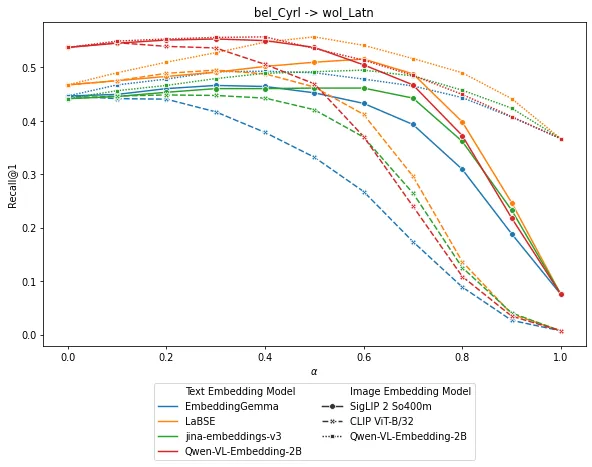 bel_Cyrl -> wol_Latn
Recall@1
0.5
0.4
0.3
0.2
0.1
0.0
0.0 0.2 0.4 0.6 0.8 1.0
α
Text Embedding Model Image Embedding Model
EmbeddingGemma SigLIP 2 So400m
LaBSE CLIP ViT-B/32
jina-embeddings-v3 Qwen-VL-Embedding-2B
Qwen-VL-Embedding-2B